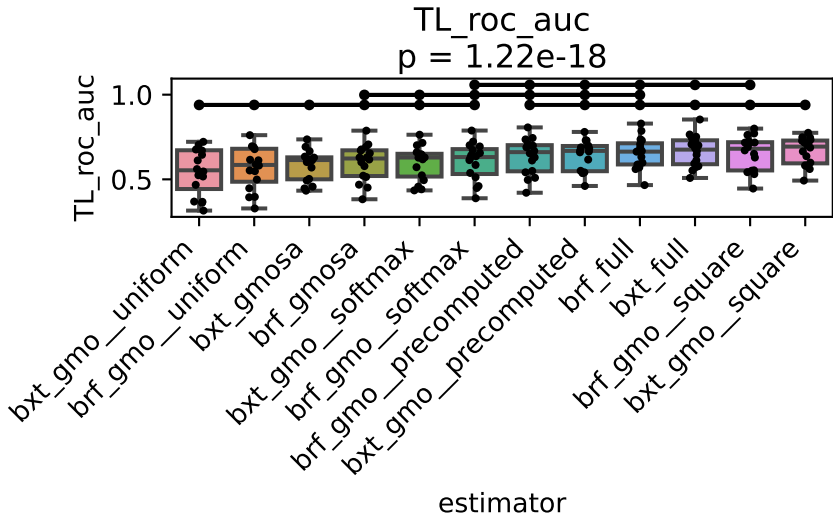 TL_roc_auc
p = 1.22e-18
TL_roc_auc
1.0
0.5
bxt_gmo__uniform
brf_gmo__uniform
bxt_gmosa
brf_gmosa
bxt_gmo__softmax
brf_gmo__softmax
brf_gmo__precomputed
bxt_gmo__precomputed
brf_full
bxt_full
brf_gmo__square
bxt_gmo__square
estimator